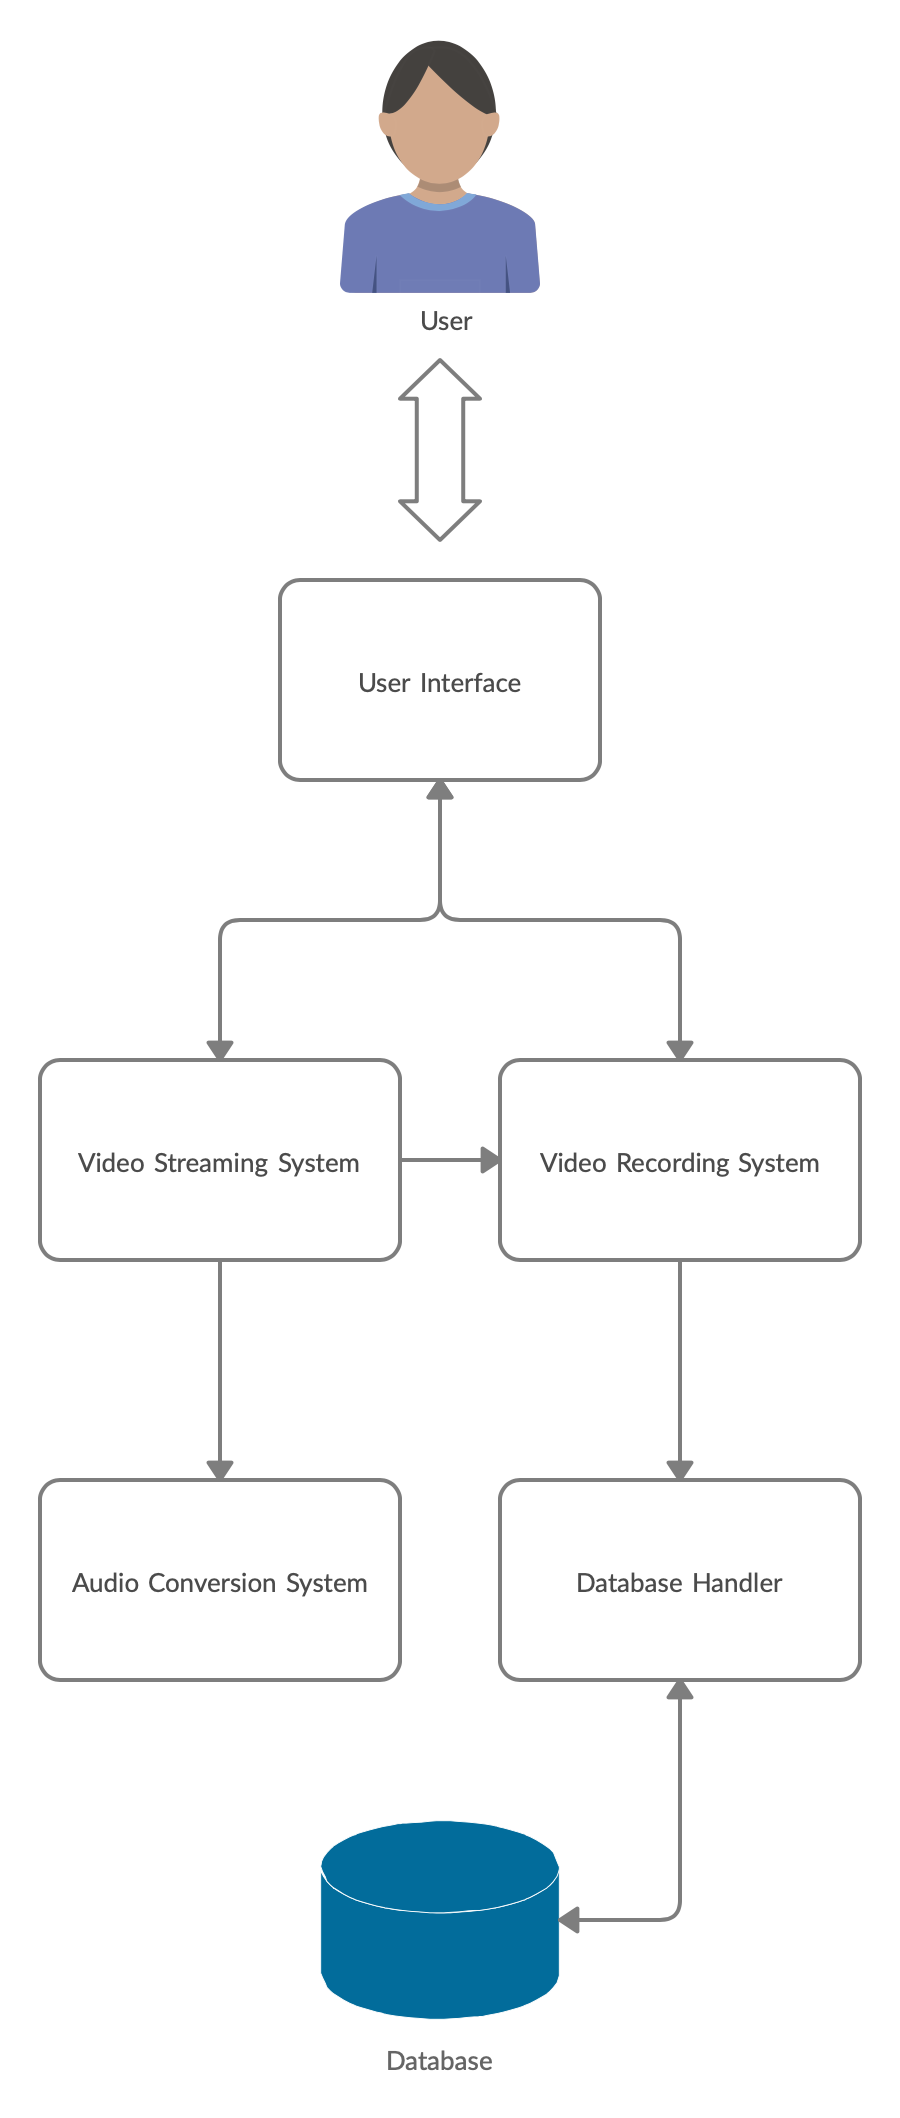 User
User Interface
Video Streaming System
Video Recording System
Audio Conversion System
Database Handler
Database